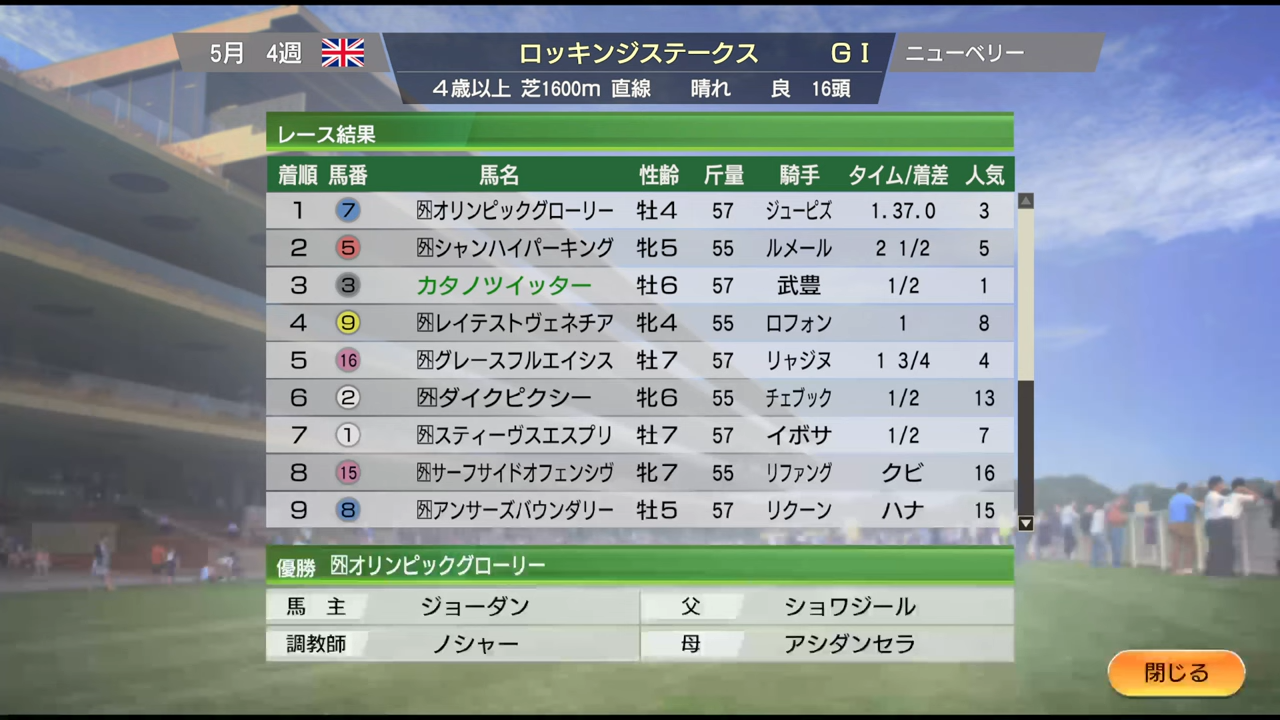 5月 4週 ロッキンジステークス GⅠ ニューベリー
4歳以上 芝1600m 直線 晴れ 良 16頭
レース結果
着順 馬番 馬名 性齢 斤量 騎手 タイム/着差 人気
1 7 外オリンピックグローリー 牡4 57 ジュービズ 1.37.0 3
2 5 外シャンハイパーキング 牝5 55 ルメール 2 1/2 5
3 3 カタノツイッター 牡6 57 武豊 1/2 1
4 9 外レイテストヴェネチア 牝4 55 ロフォン 1 8
5 16 外グレースフルエイシス 牡7 57 リャジヌ 1 3/4 4
6 2 外ダイクピクシー 牝6 55 チェブック 1/2 13
7 1 外スティーヴスエスプリ 牡7 57 イボサ 1/2 7
8 15 外サーフサイドオフェンシヴ 牝7 55 リファング クビ 16
9 8 外アンサーズバウンダリー 牡5 57 リクーン ハナ 15
優勝 外オリンピックグローリー
馬 主 ジョーダン 父 ショワジール
調教師 ノシャー 母 アシダンセラ
閉じる